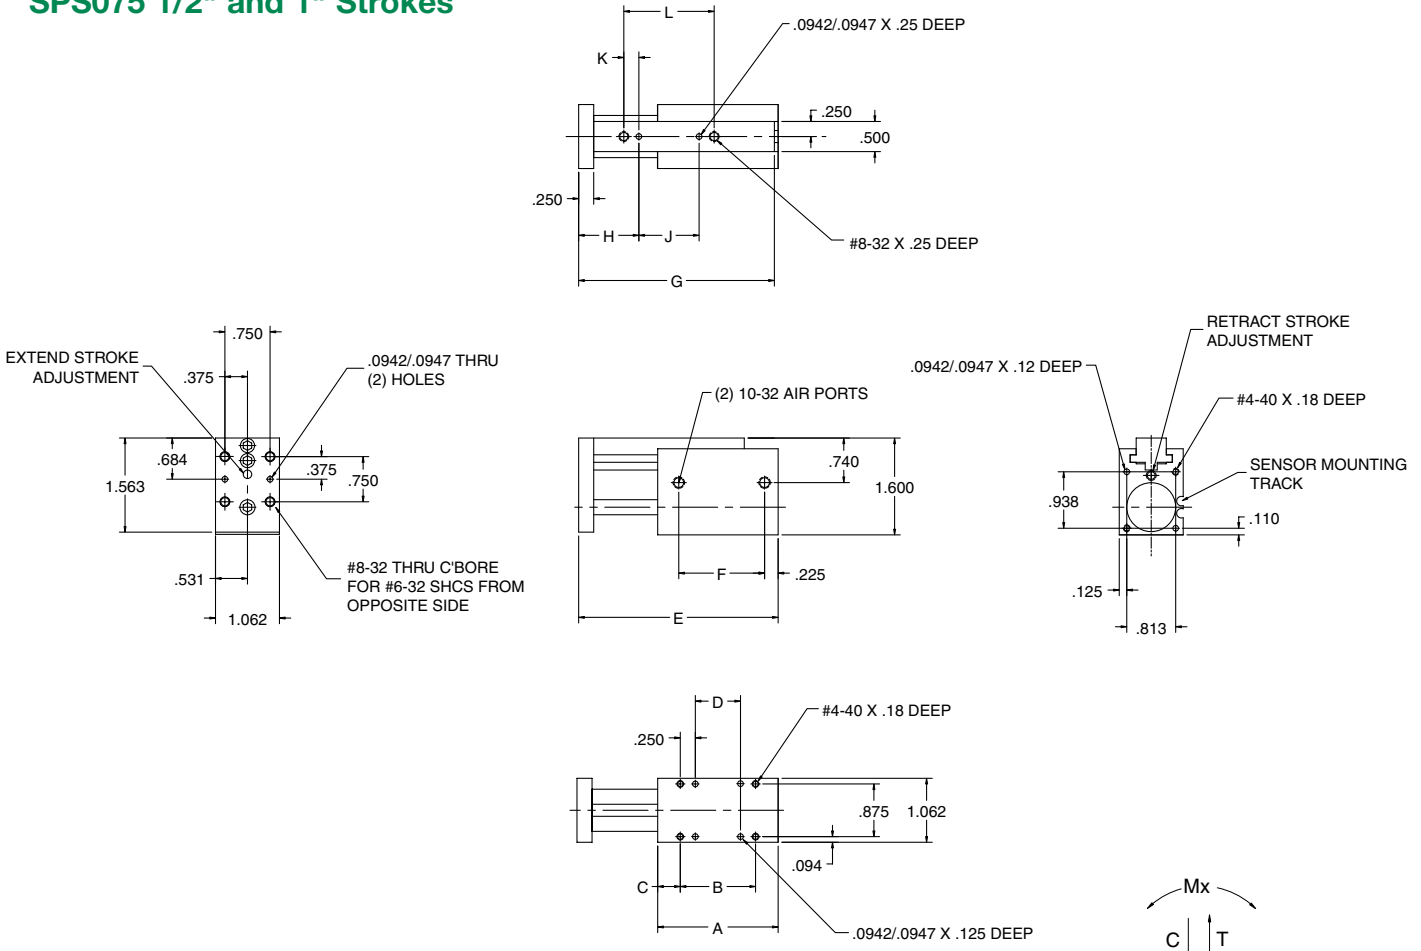 SPS075 1/2" and 1" Strokes
L
.0942/.0947 X .25 DEEP
K
.250
.500
.250
H
J
#8-32 X .25 DEEP
G
.750
EXTEND STROKE
ADJUSTMENT
.375
.0942/.0947 THRU
(2) HOLES
.684
1.563
.375
.750
.531
#8-32 THRU C'BORE
FOR #6-32 SHCS FROM
OPPOSITE SIDE
1.062
(2) 10-32 AIR PORTS
.740
1.600
F
.225
E
RETRACT STROKE
ADJUSTMENT
.0942/.0947 X .12 DEEP
#4-40 X .18 DEEP
SENSOR MOUNTING
TRACK
.938
.110
.125
.813
D
#4-40 X .18 DEEP
.250
.875
1.062
.094
C
B
A
.0942/.0947 X .125 DEEP
Mx
C
T